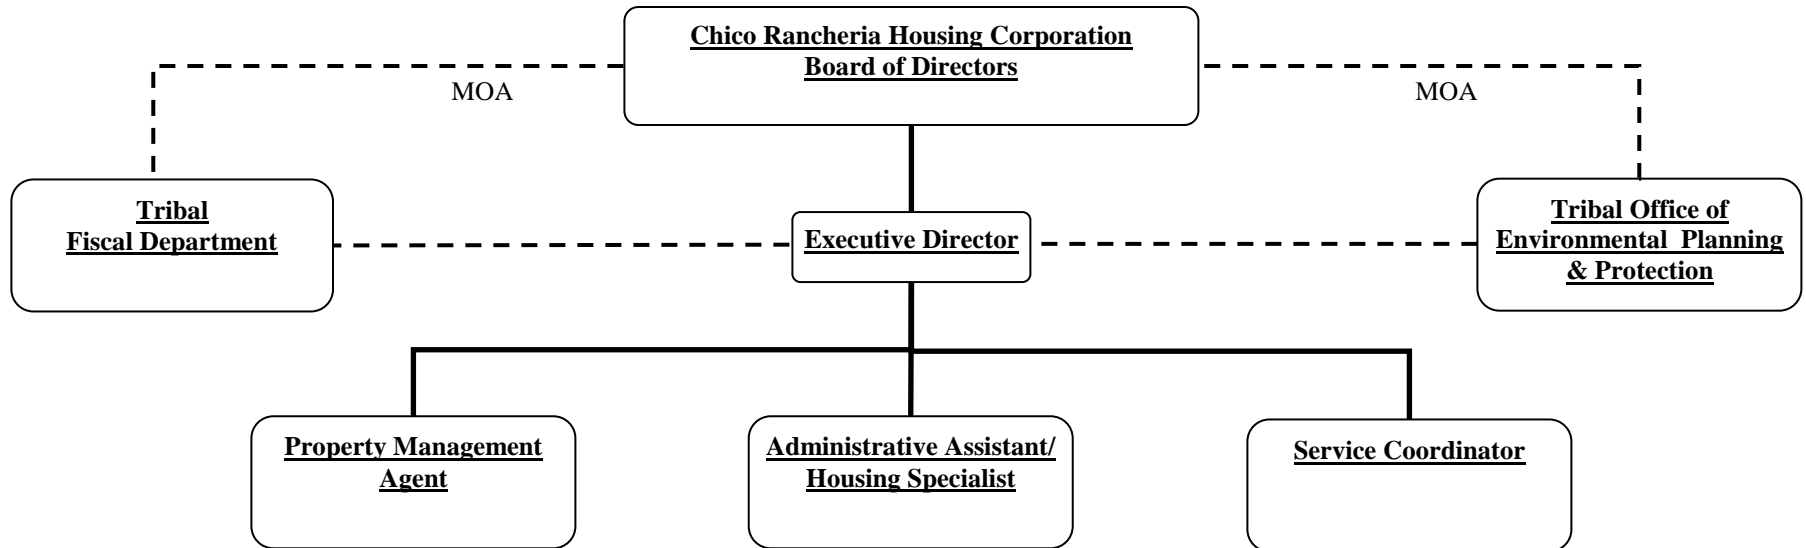 Chico Rancheria Housing Corporation
Board of Directors
MOA
MOA
Tribal
Fiscal Department
Executive Director
Tribal Office of
Environmental Planning
& Protection
Property Management
Agent
Administrative Assistant/
Housing Specialist
Service Coordinator